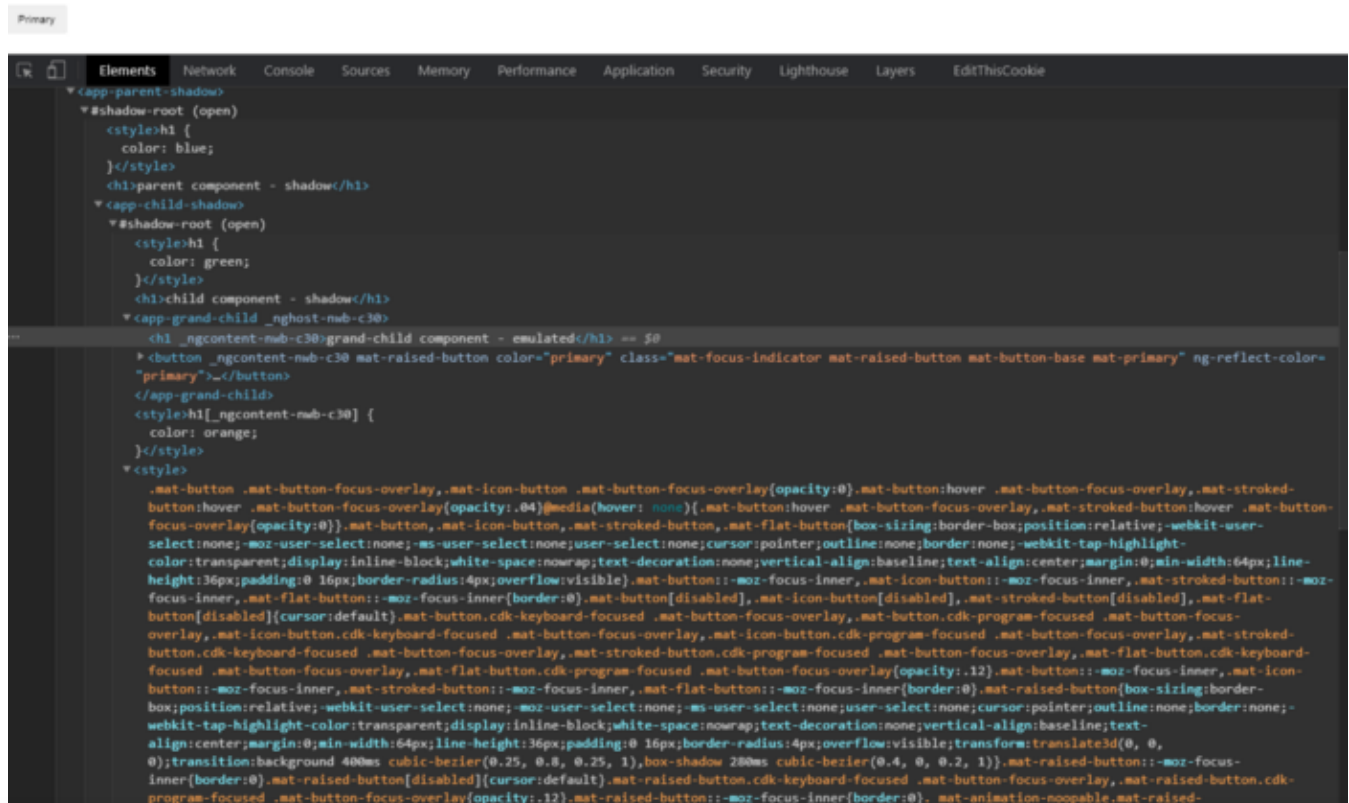 Primary
Elements Network Console Sources Memory Performance Application Security Lighthouse Layers EditThisCookie
▼<app-parent-shadow>
▼#shadow-root (open)
<style>h1 {
color: blue;
}</style>
<h1>parent component - shadow</h1>
▼<app-child-shadow>
▼#shadow-root (open)
<style>h1 {
color: green;
}</style>
<h1>child component - shadow</h1>
▼<app-grand-child _nghost-nwb-c30>
… <h1 _ngcontent-nwb-c30>grand-child component - emulated</h1> == $0
▶<button _ngcontent-nwb-c30 mat-raised-button color="primary" class="mat-focus-indicator mat-raised-button mat-button-base mat-primary" ng-reflect-color=
"primary">…</button>
</app-grand-child>
<style>h1[_ngcontent-nwb-c30] {
color: orange;
}</style>
▼<style>
.mat-button .mat-button-focus-overlay,.mat-icon-button .mat-button-focus-overlay{opacity:0}.mat-button:hover .mat-button-focus-overlay,.mat-stroked-
button:hover .mat-button-focus-overlay{opacity:.04}@media(hover: none){.mat-button:hover .mat-button-focus-overlay,.mat-stroked-button:hover .mat-button-
focus-overlay{opacity:0}}.mat-button,.mat-icon-button,.mat-stroked-button,.mat-flat-button{box-sizing:border-box;position:relative;-webkit-user-
select:none;-moz-user-select:none;-ms-user-select:none;user-select:none;cursor:pointer;outline:none;border:none;-webkit-tap-highlight-
color:transparent;display:inline-block;white-space:nowrap;text-decoration:none;vertical-align:baseline;text-align:center;margin:0;min-width:64px;line-
height:36px;padding:0 16px;border-radius:4px;overflow:visible}.mat-button::-moz-focus-inner,.mat-icon-button::-moz-focus-inner,.mat-stroked-button::-moz-
focus-inner,.mat-flat-button::-moz-focus-inner{border:0}.mat-button[disabled],.mat-icon-button[disabled],.mat-stroked-button[disabled],.mat-flat-
button[disabled]{cursor:default}.mat-button.cdk-keyboard-focused .mat-button-focus-overlay,.mat-button.cdk-program-focused .mat-button-focus-
overlay,.mat-icon-button.cdk-keyboard-focused .mat-button-focus-overlay,.mat-icon-button.cdk-program-focused .mat-button-focus-overlay,.mat-stroked-
button.cdk-keyboard-focused .mat-button-focus-overlay,.mat-stroked-button.cdk-program-focused .mat-button-focus-overlay,.mat-flat-button.cdk-keyboard-
focused .mat-button-focus-overlay,.mat-flat-button.cdk-program-focused .mat-button-focus-overlay{opacity:.12}.mat-button::-moz-focus-inner,.mat-icon-
button::-moz-focus-inner,.mat-stroked-button::-moz-focus-inner,.mat-flat-button::-moz-focus-inner{border:0}.mat-raised-button{box-sizing:border-
box;position:relative;-webkit-user-select:none;-moz-user-select:none;-ms-user-select:none;user-select:none;cursor:pointer;outline:none;border:none;-
webkit-tap-highlight-color:transparent;display:inline-block;white-space:nowrap;text-decoration:none;vertical-align:baseline;text-
align:center;margin:0;min-width:64px;line-height:36px;padding:0 16px;border-radius:4px;overflow:visible;transform:translate3d(0, 0,
0);transition:background 400ms cubic-bezier(0.25, 0.8, 0.25, 1),box-shadow 280ms cubic-bezier(0.4, 0, 0.2, 1)}.mat-raised-button::-moz-focus-
inner{border:0}.mat-raised-button[disabled]{cursor:default}.mat-raised-button.cdk-keyboard-focused .mat-button-focus-overlay,.mat-raised-button.cdk-
program-focused .mat-button-focus-overlay{opacity:.12}.mat-raised-button::-moz-focus-inner{border:0}._mat-animation-noopable.mat-raised-